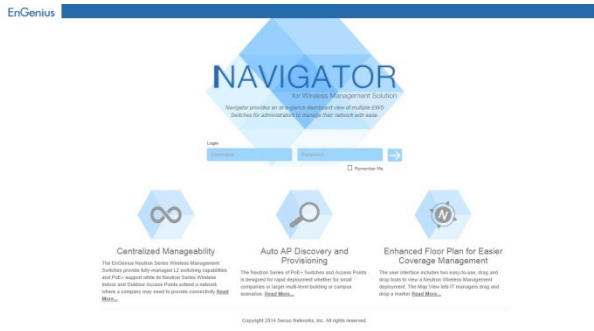 EnGenius
NAVIGATOR
for Wireless Management Solution
Navigator provides an at-a-glance dashboard view of multiple EWS
Switches for administrators to manage their network with ease.
Login
Username
Password
Remember Me
Centralized Manageability
The EnGenius Neutron Series Wireless Management
Switches provide fully-managed L2 switching capabilities
and PoE+ support while its Neutron Series Wireless
Indoor and Outdoor Access Points extend a network
where a company may need to provide connectivity Read
More...
Auto AP Discovery and
Provisioning
The Neutron Series of PoE+ Switches and Access Points
is designed for rapid deployment whether for small
companies or larger multi-level building or campus
scenarios. Read More...
N
Enhanced Floor Plan for Easier
Coverage Management
The user interface includes two easy-to-use, drag and
drop tools to view a Neutron Wireless Management
deployment. The Map View lets IT managers drag and
drop a marker Read More...
Copyright 2014 Senao Networks, Inc. All rights reserved.